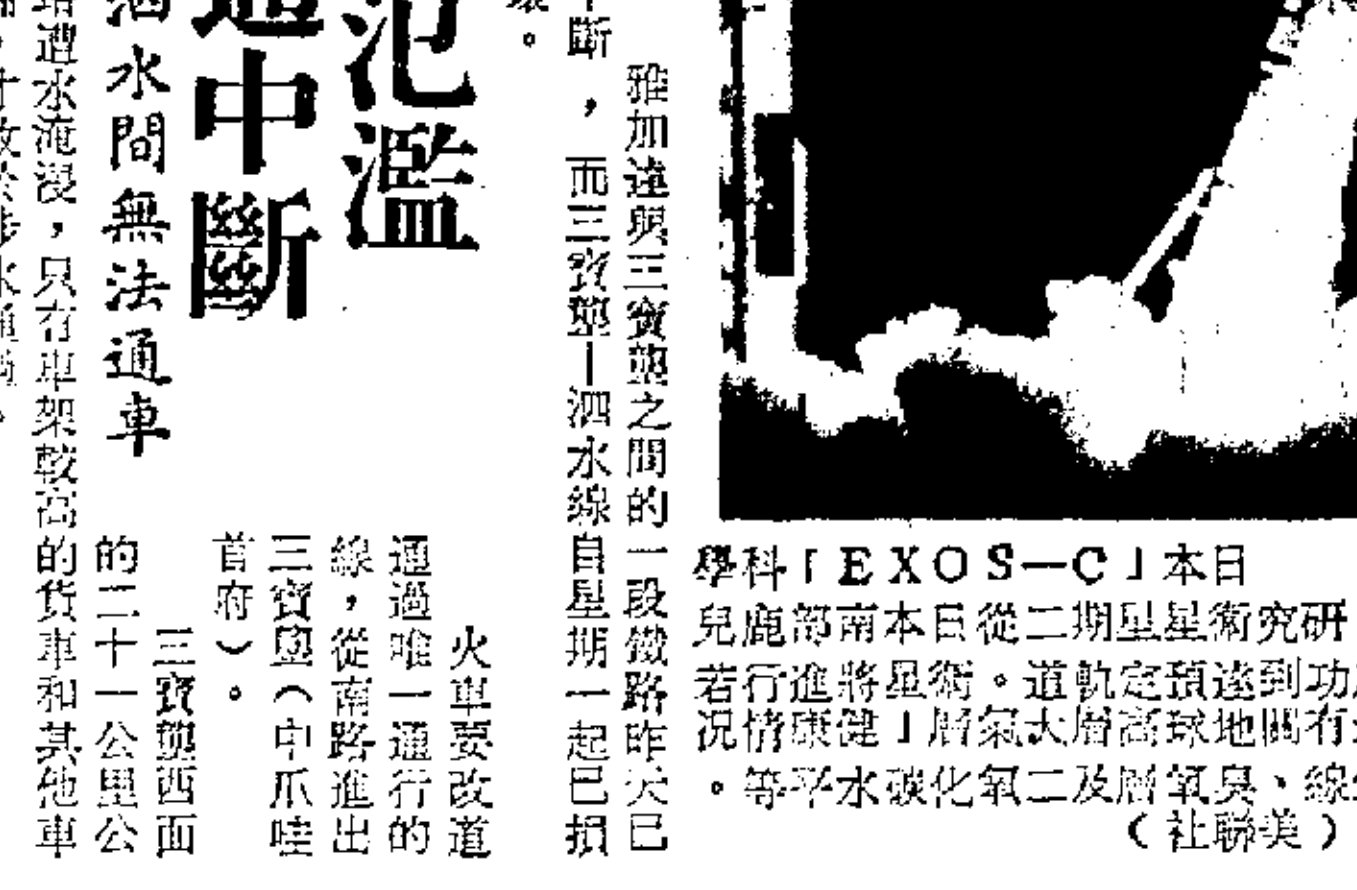 氾濫
中斷
泗水間無法通車
雅加達與三寶壟之間的一段鐵路昨天已
斷，而三寶壟—泗水線自星期一起已損
壞。
火車要改道
通過唯一通行的
線，從南路進出
三寶壟（中爪哇
首府）。
三寶壟西面
的二十一公里公
路遭水淹浸，只有車架較高的貨車和其他車
日本「C—SOXE」科學
研究衛星星期二從日本南部鹿兒
功到達預定軌道。衛星將進行若
有關地球高層大氣層」健康情況
線、臭氧層及二氧化碳水平等。
（美聯社）